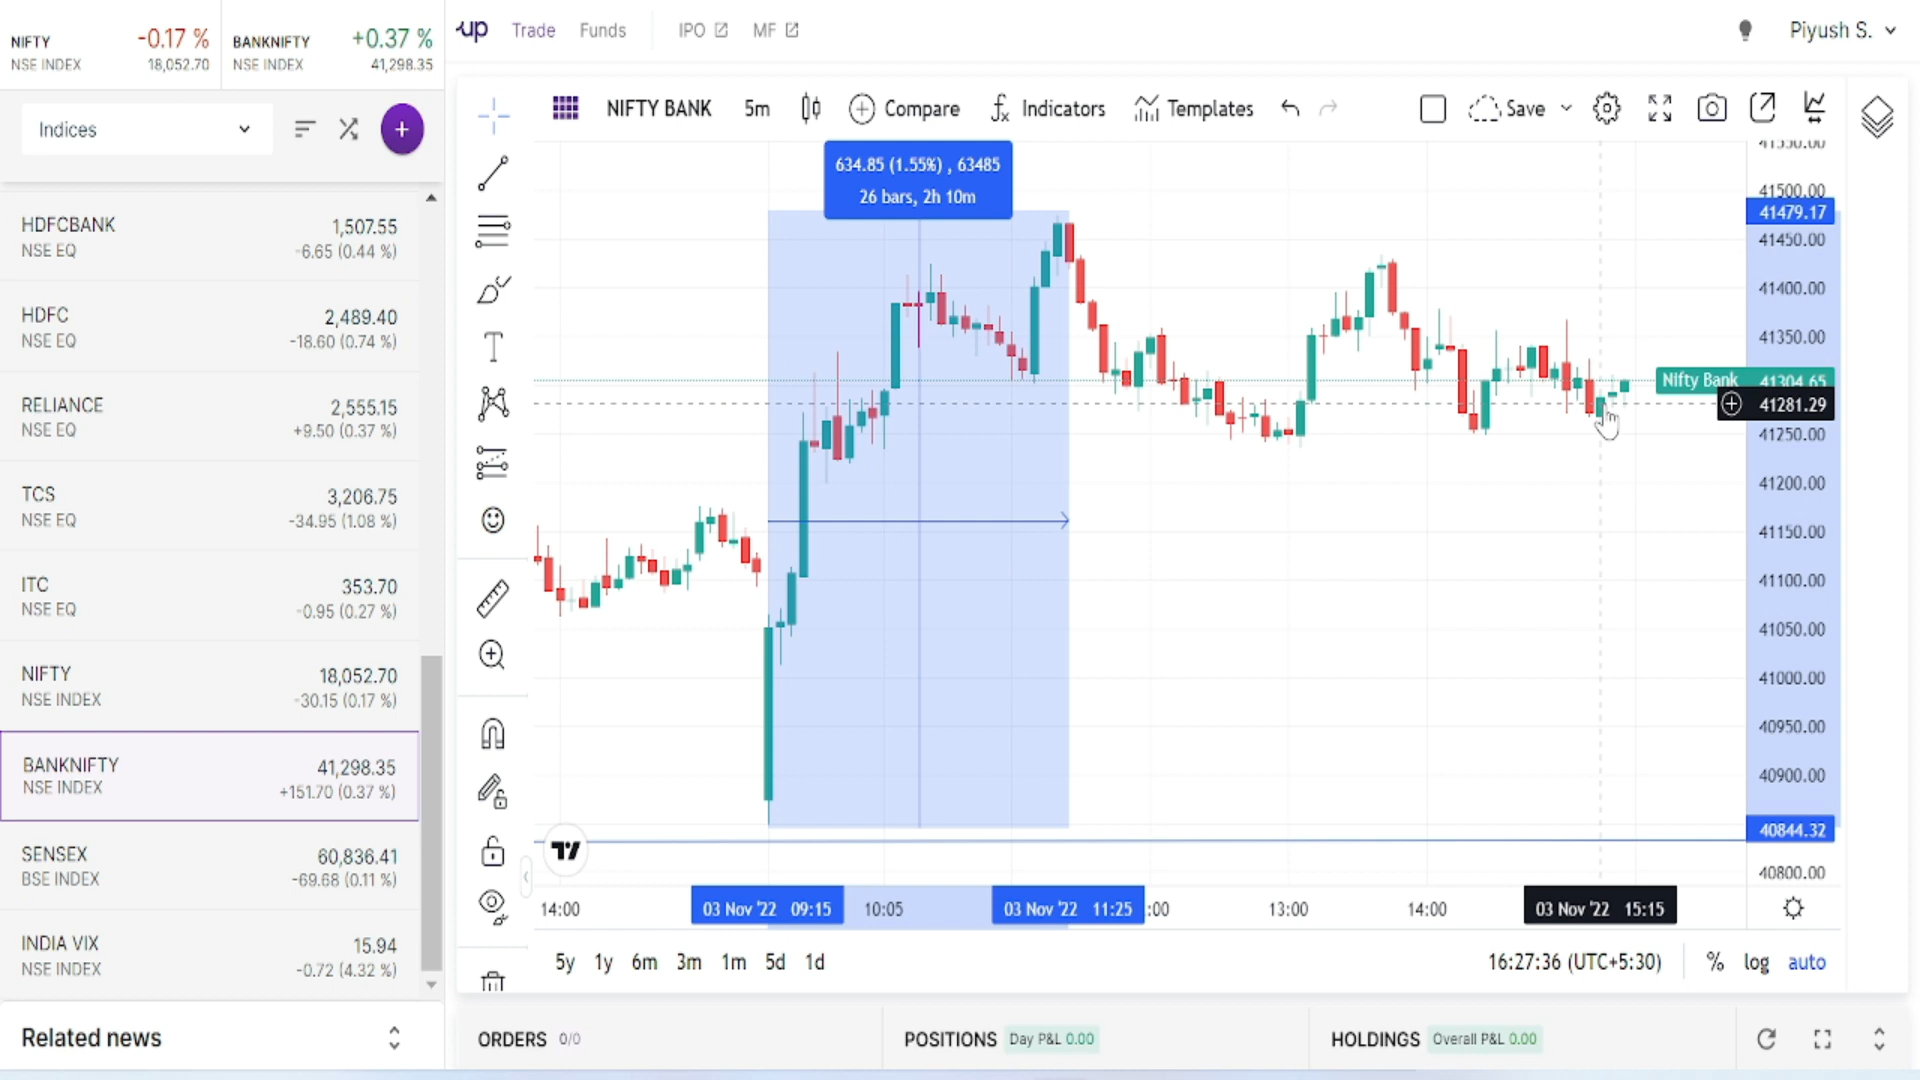 NIFTY
-0.17 %
NSE INDEX
18,052.70
BANKNIFTY
+0.37 %
NSE INDEX
41,298.35
up
Trade
Funds
IPO
MF
Piyush S.
Indices
NIFTY BANK
5m
Compare
Indicators
Templates
Save
HDFCBANK
1,507.55
NSE EQ
-6.65 (0.44 %)
HDFC
2,489.40
NSE EQ
-18.60 (0.74 %)
RELIANCE
2,555.15
NSE EQ
+9.50 (0.37 %)
TCS
3,206.75
NSE EQ
-34.95 (1.08 %)
ITC
353.70
NSE EQ
-0.95 (0.27 %)
NIFTY
18,052.70
NSE INDEX
-30.15 (0.17 %)
BANKNIFTY
41,298.35
NSE INDEX
+151.70 (0.37 %)
SENSEX
60,836.41
BSE INDEX
-69.68 (0.11 %)
INDIA VIX
15.94
NSE INDEX
-0.72 (4.32 %)
Related news
634.85 (1.55%) , 63485
26 bars, 2h 10m
41550.00
41500.00
41479.17
41450.00
41400.00
41350.00
Nifty Bank
41304.65
41281.29
41250.00
41200.00
41150.00
41100.00
41050.00
41000.00
40950.00
40900.00
40844.32
40800.00
14:00
03 Nov '22 09:15
10:05
03 Nov '22 11:25
:00
13:00
14:00
03 Nov '22 15:15
5y
1y
6m
3m
1m
5d
1d
16:27:36 (UTC+5:30)
%
log
auto
ORDERS 0/0
POSITIONS Day P&L 0.00
HOLDINGS Overall P&L 0.00